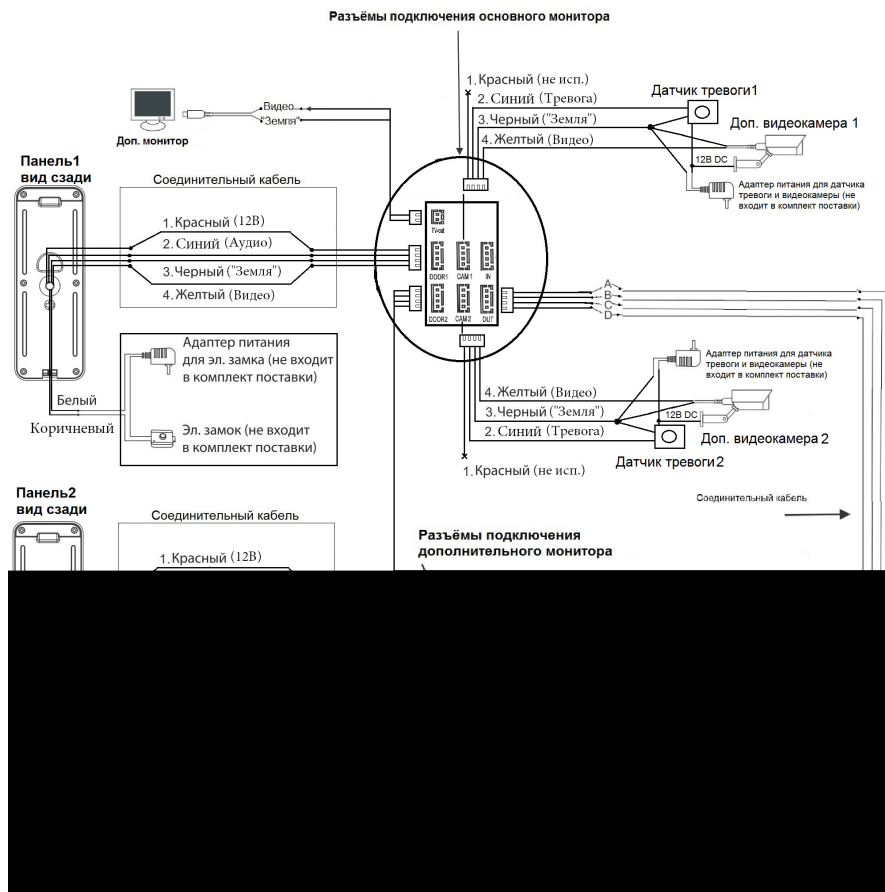 Разъёмы подключения основного монитора
1.Красный (не исп.)
2. Синий (Тревога)
3.Черный ("Земля")
4. Желтый (Видео)
Датчик тревоги1
Доп. видеокамера 1
12В DC
Адаптер питания для датчика
тревоги и видеокамеры (не
входит в комплект поставки)
Видео
"Земля"
Доп. монитор
Панель1
вид сзади
Соединительный кабель
1.Красный (12В)
2. Синий (Аудио)
3.Черный ("Земля")
4. Желтый (Видео)
TV-out
DOOR1
CAM 1
IN
DOOR2
CAM 2
OUT
A
B
C
D
Адаптер питания
для эл. замка (не входит
в комплект поставки)
Белый
Коричневый
Эл. замок (не входит
в комплект поставки)
Адаптер питания для датчика
тревоги и видеокамеры (не
входит в комплект поставки)
4. Желтый (Видео)
3.Черный ("Земля")
2. Синий (Тревога)
1.Красный (не исп.)
12В DC
Доп. видеокамера 2
Датчик тревоги2
Соединительный кабель
Панель2
вид сзади
Соединительный кабель
1.Красный (12В)
Разъёмы подключения
дополнительного монитора